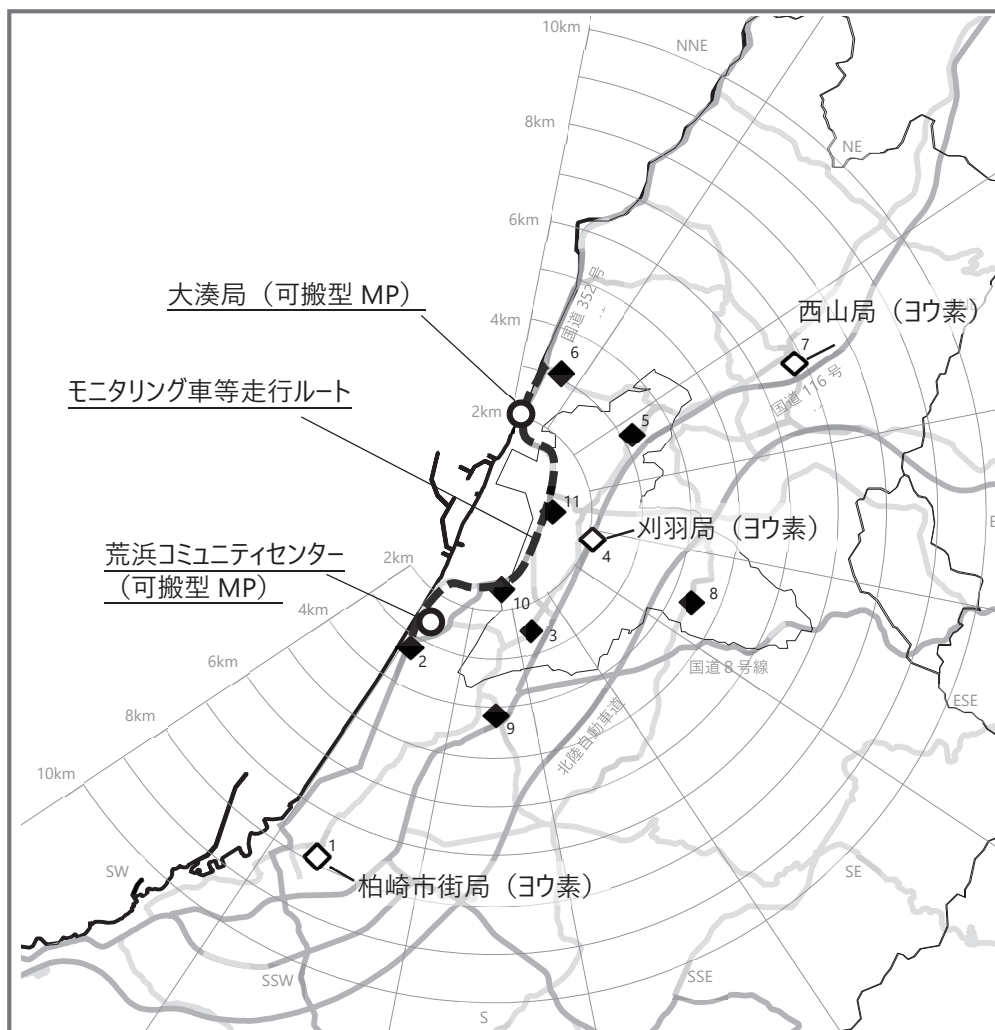 10km
NNE
8km
NE
6km
国道 352 号
大湊局（可搬型 MP）
西山局（ヨウ素）
4km
7
6
モニタリング車等走行ルート
国道 116 号
2km
5
11
刈羽局（ヨウ素）
荒浜コミュニティセンター
（可搬型 MP）
2km
4
4km
10
8
3
2
6km
国道 8 号線
ESE
8km
9
北陸自動車道
10km
1
SW
SE
柏崎市街局（ヨウ素）
SSW
SSE
S